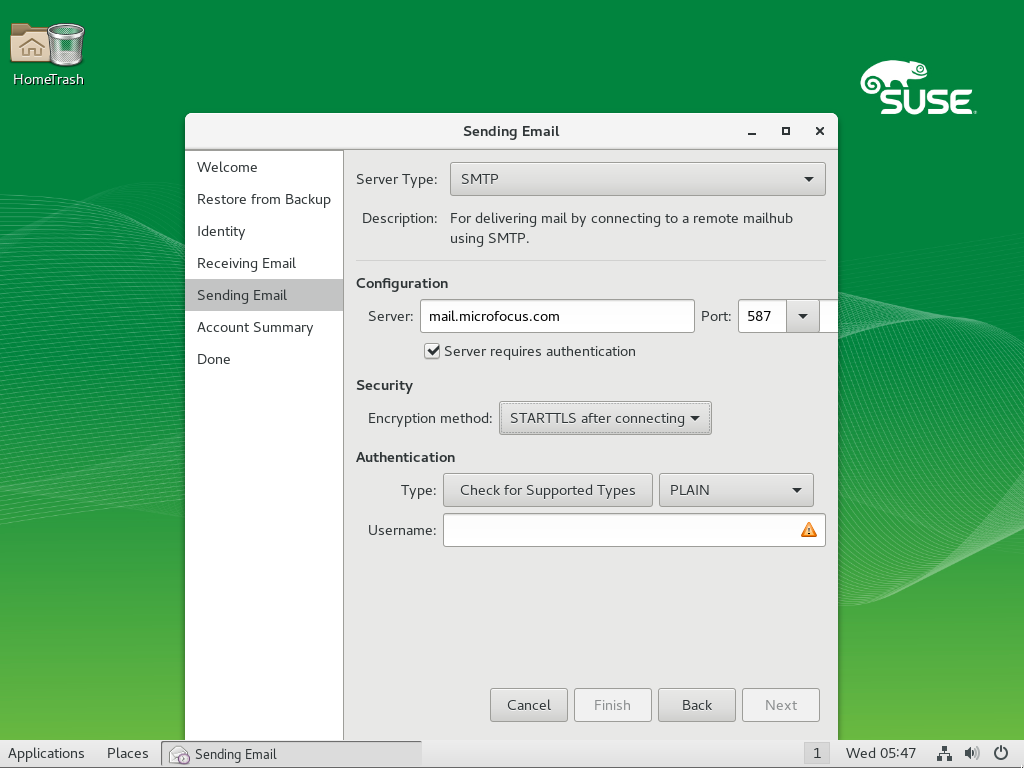 HomeTrash
SUSE
Sending Email
Welcome
Restore from Backup
Identity
Receiving Email
Sending Email
Account Summary
Done
Server Type: SMTP
Description: For delivering mail by connecting to a remote mailhub
using SMTP.
Configuration
Server: mail.microfocus.com Port: 587
Server requires authentication
Security
Encryption method: STARTTLS after connecting
Authentication
Type: Check for Supported Types PLAIN
Username:
Cancel Finish Back Next
Applications Places Sending Email 1 Wed 05:47